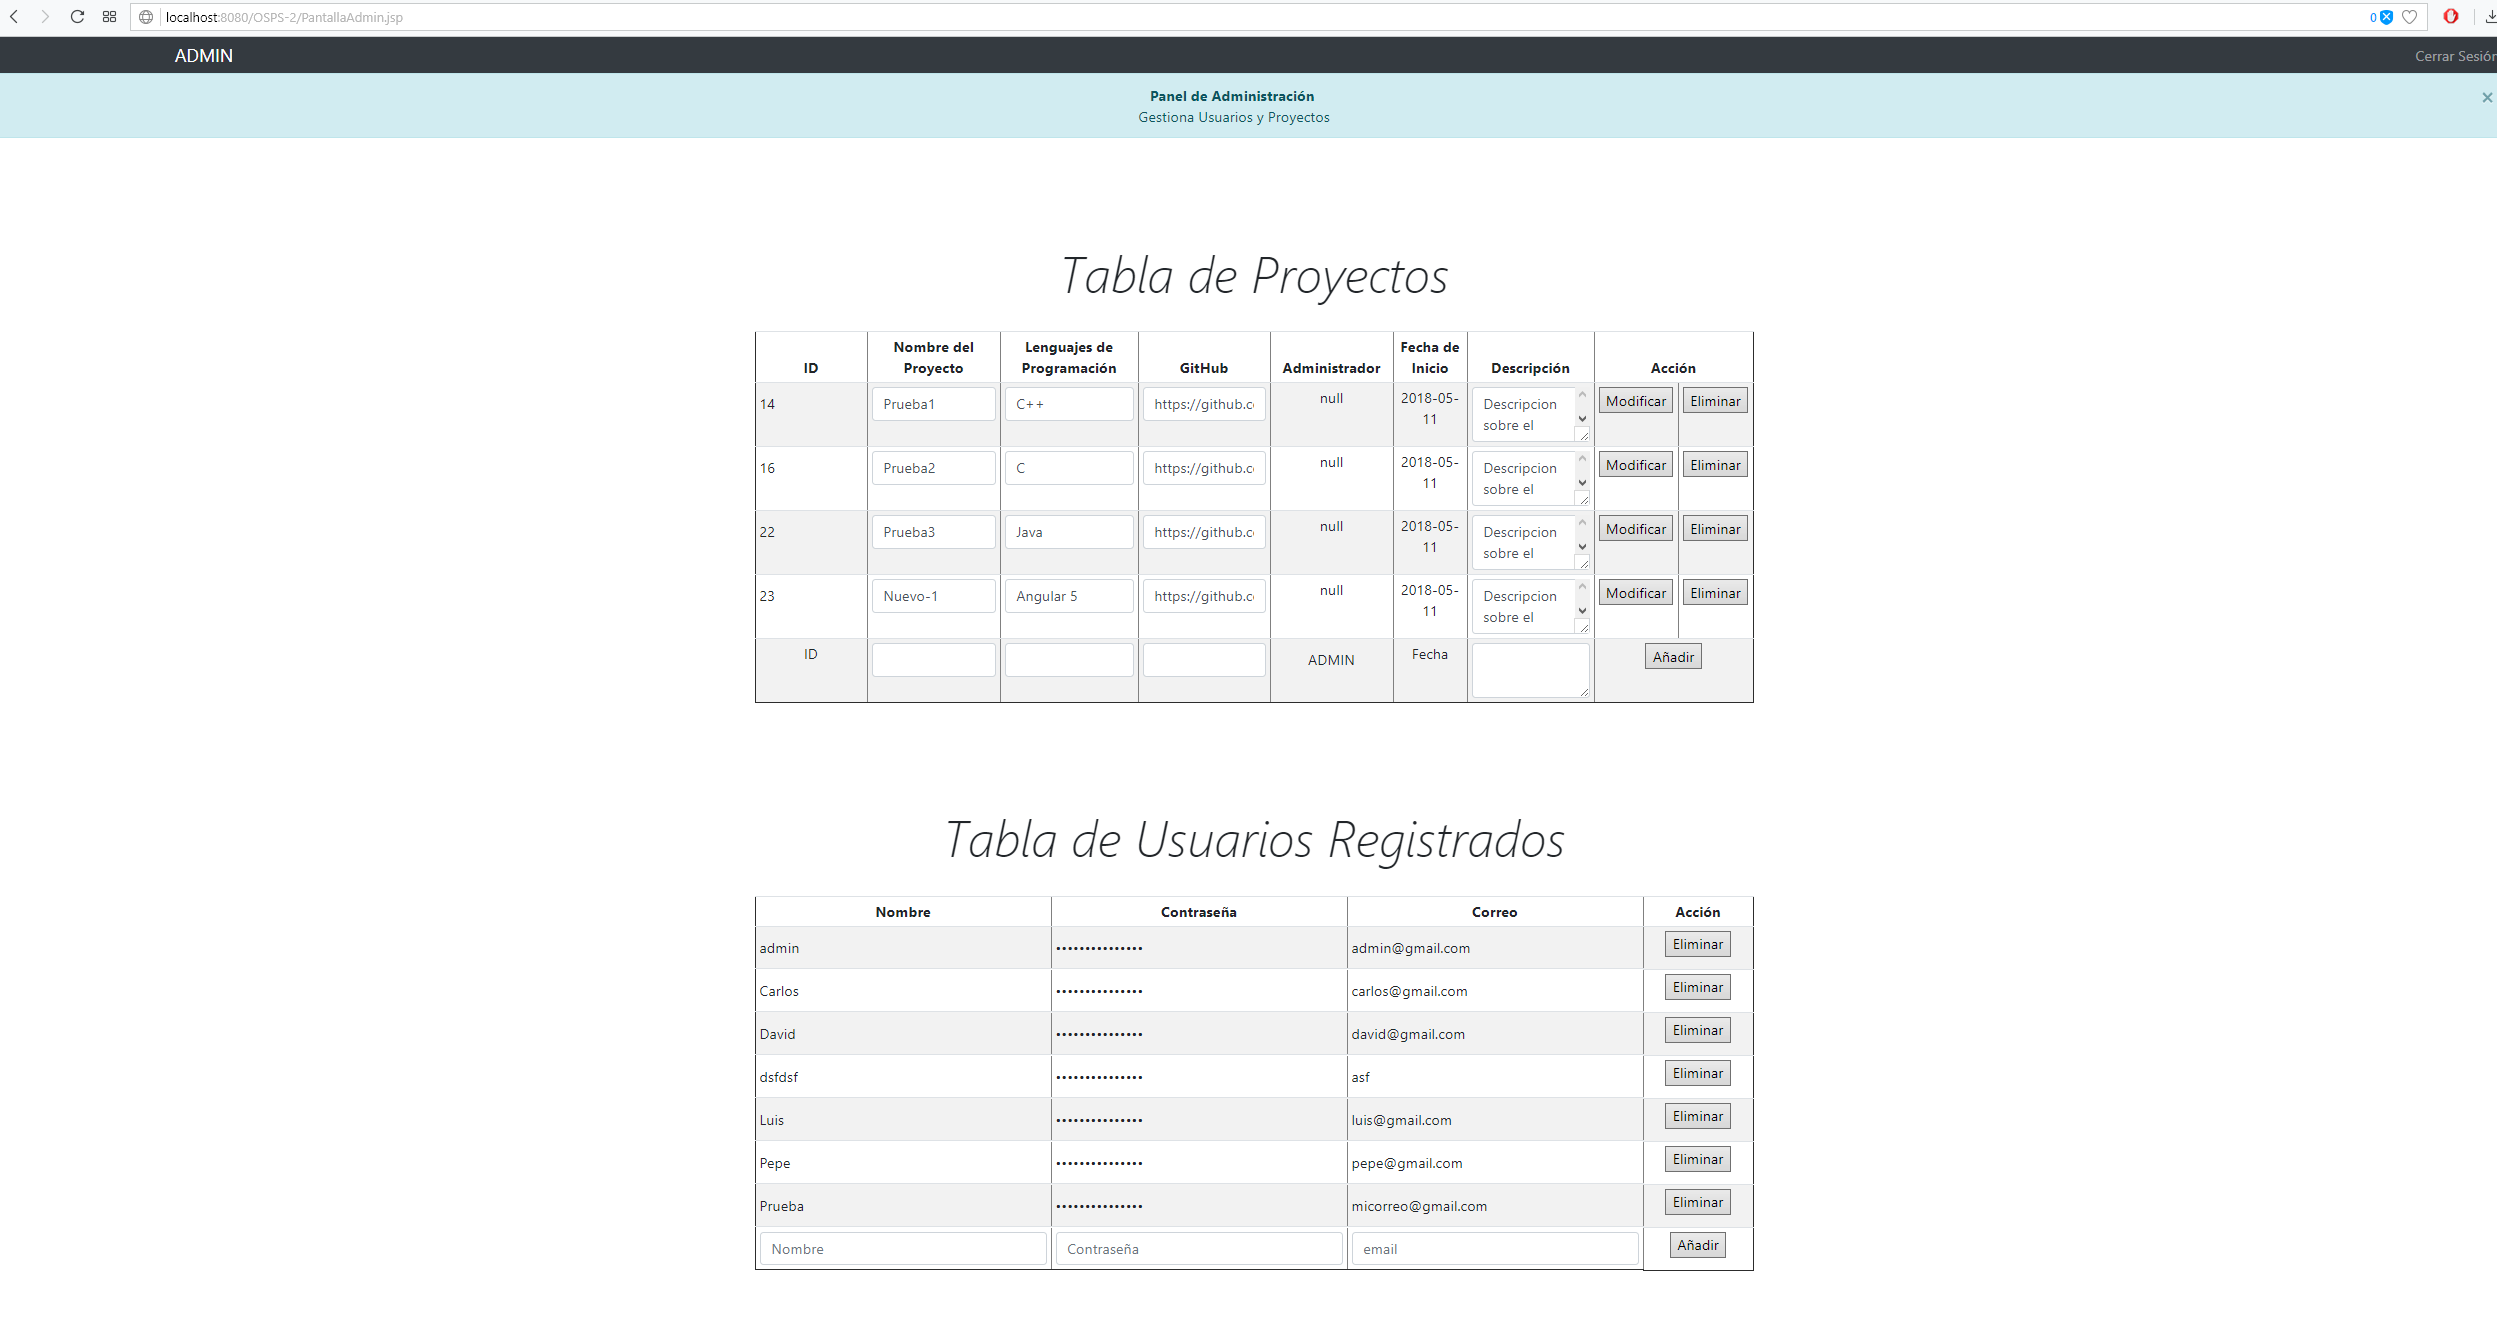 localhost:8080/OSPS-2/PantallaAdmin.jsp
0
ADMIN
Cerrar Sesión
Panel de Administración
Gestiona Usuarios y Proyectos
×
Tabla de Proyectos
ID Nombre del Proyecto Lenguajes de Programación GitHub Administrador Fecha de Inicio Descripción Acción
14 Prueba1 C++ https://github.c null 2018-05-11 Descripcion sobre el Modificar Eliminar
16 Prueba2 C https://github.c null 2018-05-11 Descripcion sobre el Modificar Eliminar
22 Prueba3 Java https://github.c null 2018-05-11 Descripcion sobre el Modificar Eliminar
23 Nuevo-1 Angular 5 https://github.c null 2018-05-11 Descripcion sobre el Modificar Eliminar
ID ADMIN Fecha Añadir
Tabla de Usuarios Registrados
Nombre Contraseña Correo Acción
admin ••••••••••••••• admin@gmail.com Eliminar
Carlos ••••••••••••••• carlos@gmail.com Eliminar
David ••••••••••••••• david@gmail.com Eliminar
dsfdsf ••••••••••••••• asf Eliminar
Luis ••••••••••••••• luis@gmail.com Eliminar
Pepe ••••••••••••••• pepe@gmail.com Eliminar
Prueba ••••••••••••••• micorreo@gmail.com Eliminar
Nombre Contraseña email Añadir